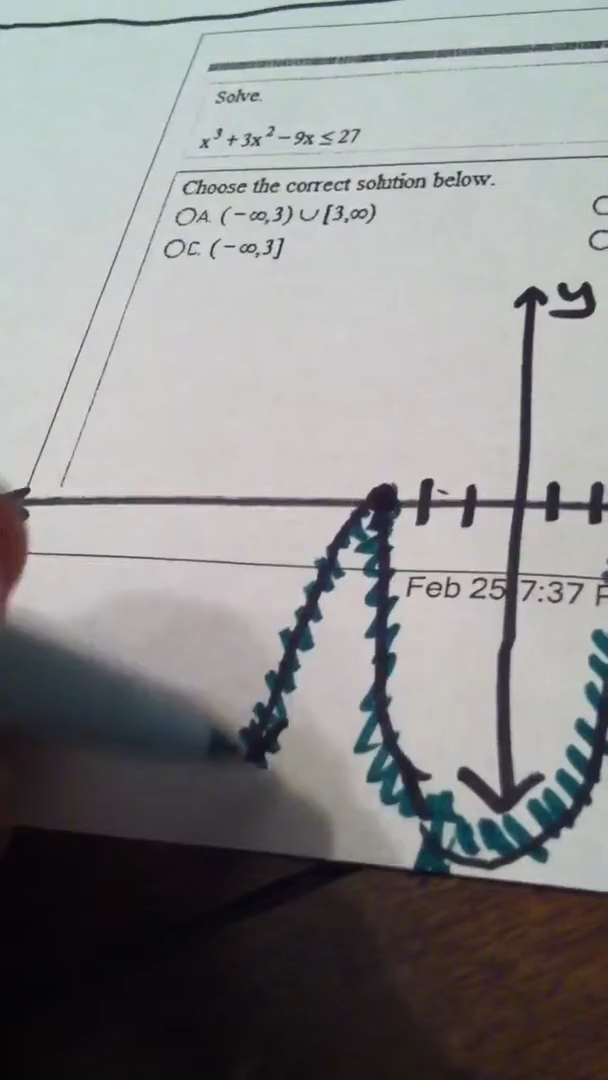 Solve.
x³ + 3x² − 9x ≤ 27
Choose the correct solution below.
A. (−∞,3) ∪ [3,∞)
C. (−∞,3]
y
Feb 25 7:37